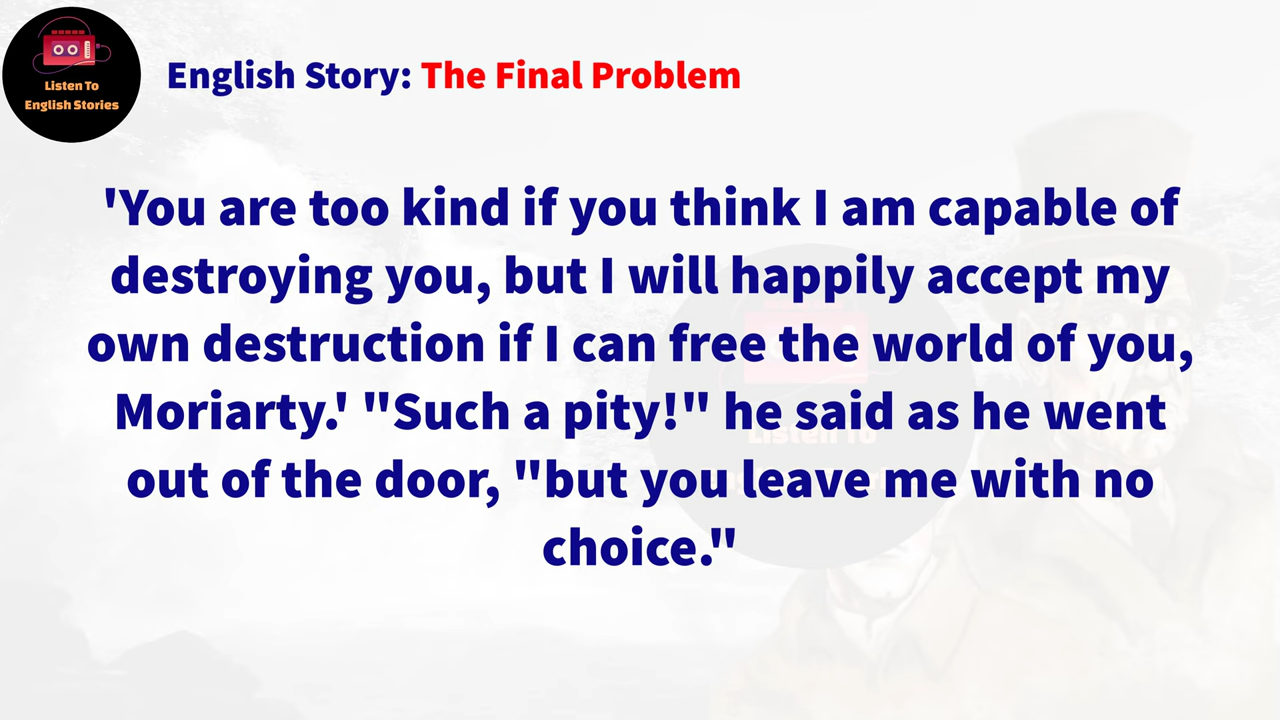 Listen To
English Stories
English Story: The Final Problem
'You are too kind if you think I am capable of
destroying you, but I will happily accept my
own destruction if I can free the world of you,
Moriarty.' "Such a pity!" he said as he went
out of the door, "but you leave me with no
choice."
Listen To